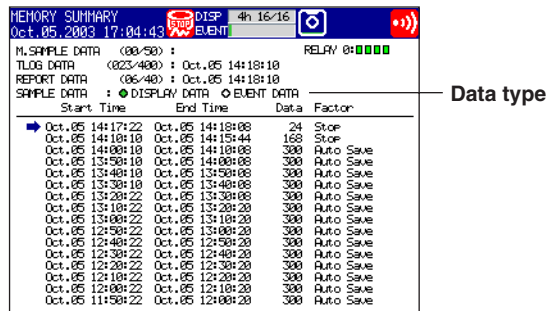 MEMORY SUMMARY DISP 4h 16/16
Oct.05.2003 17:04:43 STOP EVENT
M.SAMPLE DATA (00/50) : RELAY 0:
TLOG DATA (023/400) : Oct.05 14:18:10
REPORT DATA (06/40) : Oct.05 14:18:10
SAMPLE DATA : DISPLAY DATA EVENT DATA
Data type
Start Time End Time Data Factor
Oct.05 14:17:22 Oct.05 14:18:08 24 Stop
Oct.05 14:10:10 Oct.05 14:15:44 168 Stop
Oct.05 14:00:10 Oct.05 14:10:08 300 Auto Save
Oct.05 13:50:10 Oct.05 14:00:08 300 Auto Save
Oct.05 13:40:10 Oct.05 13:50:08 300 Auto Save
Oct.05 13:30:10 Oct.05 13:40:08 300 Auto Save
Oct.05 13:20:22 Oct.05 13:30:08 300 Auto Save
Oct.05 13:10:22 Oct.05 13:20:20 300 Auto Save
Oct.05 13:00:22 Oct.05 13:10:20 300 Auto Save
Oct.05 12:50:22 Oct.05 13:00:20 300 Auto Save
Oct.05 12:40:22 Oct.05 12:50:20 300 Auto Save
Oct.05 12:30:22 Oct.05 12:40:20 300 Auto Save
Oct.05 12:20:22 Oct.05 12:30:20 300 Auto Save
Oct.05 12:10:22 Oct.05 12:20:20 300 Auto Save
Oct.05 12:00:22 Oct.05 12:10:20 300 Auto Save
Oct.05 11:50:22 Oct.05 12:00:20 300 Auto Save